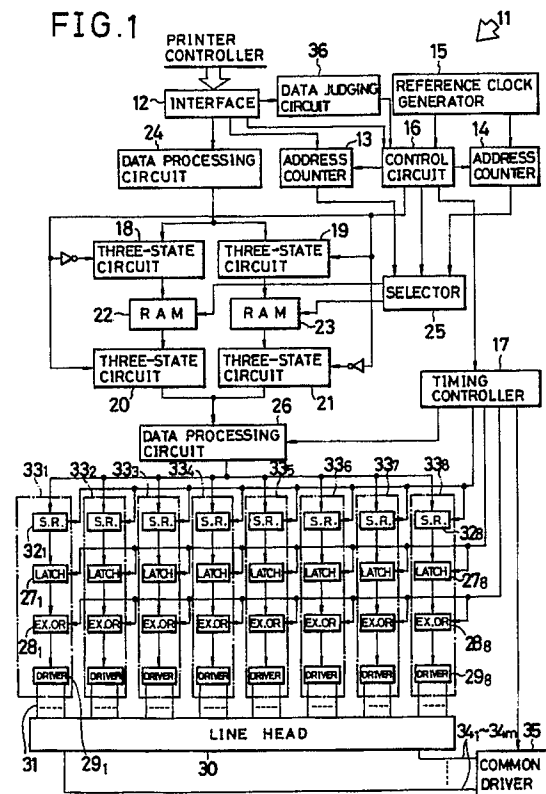 FIG.1
11
PRINTER
CONTROLLER
36
15
12
INTERFACE
DATA JUDGING
CIRCUIT
REFERENCE CLOCK
GENERATOR
24
13
16
14
DATA PROCESSING
CIRCUIT
ADDRESS
COUNTER
CONTROL
CIRCUIT
ADDRESS
COUNTER
18
19
THREE-STATE
CIRCUIT
THREE-STATE
CIRCUIT
22
RAM
RAM
23
SELECTOR
25
THREE-STATE
CIRCUIT
THREE-STATE
CIRCUIT
20
21
17
TIMING
CONTROLLER
26
DATA PROCESSING
CIRCUIT
331 332 333 334 335 336 337 338
S.R. S.R. S.R. S.R. S.R. S.R. S.R. S.R.
321 328
LATCH LATCH LATCH LATCH LATCH LATCH LATCH LATCH
271 278
EX.OR EX.OR EX.OR EX.OR EX.OR EX.OR EX.OR EX.OR
281 288
DRIVER DRIVER DRIVER DRIVER DRIVER DRIVER DRIVER DRIVER
298
LINE HEAD
31 291 30
341~34m 35
COMMON
DRIVER